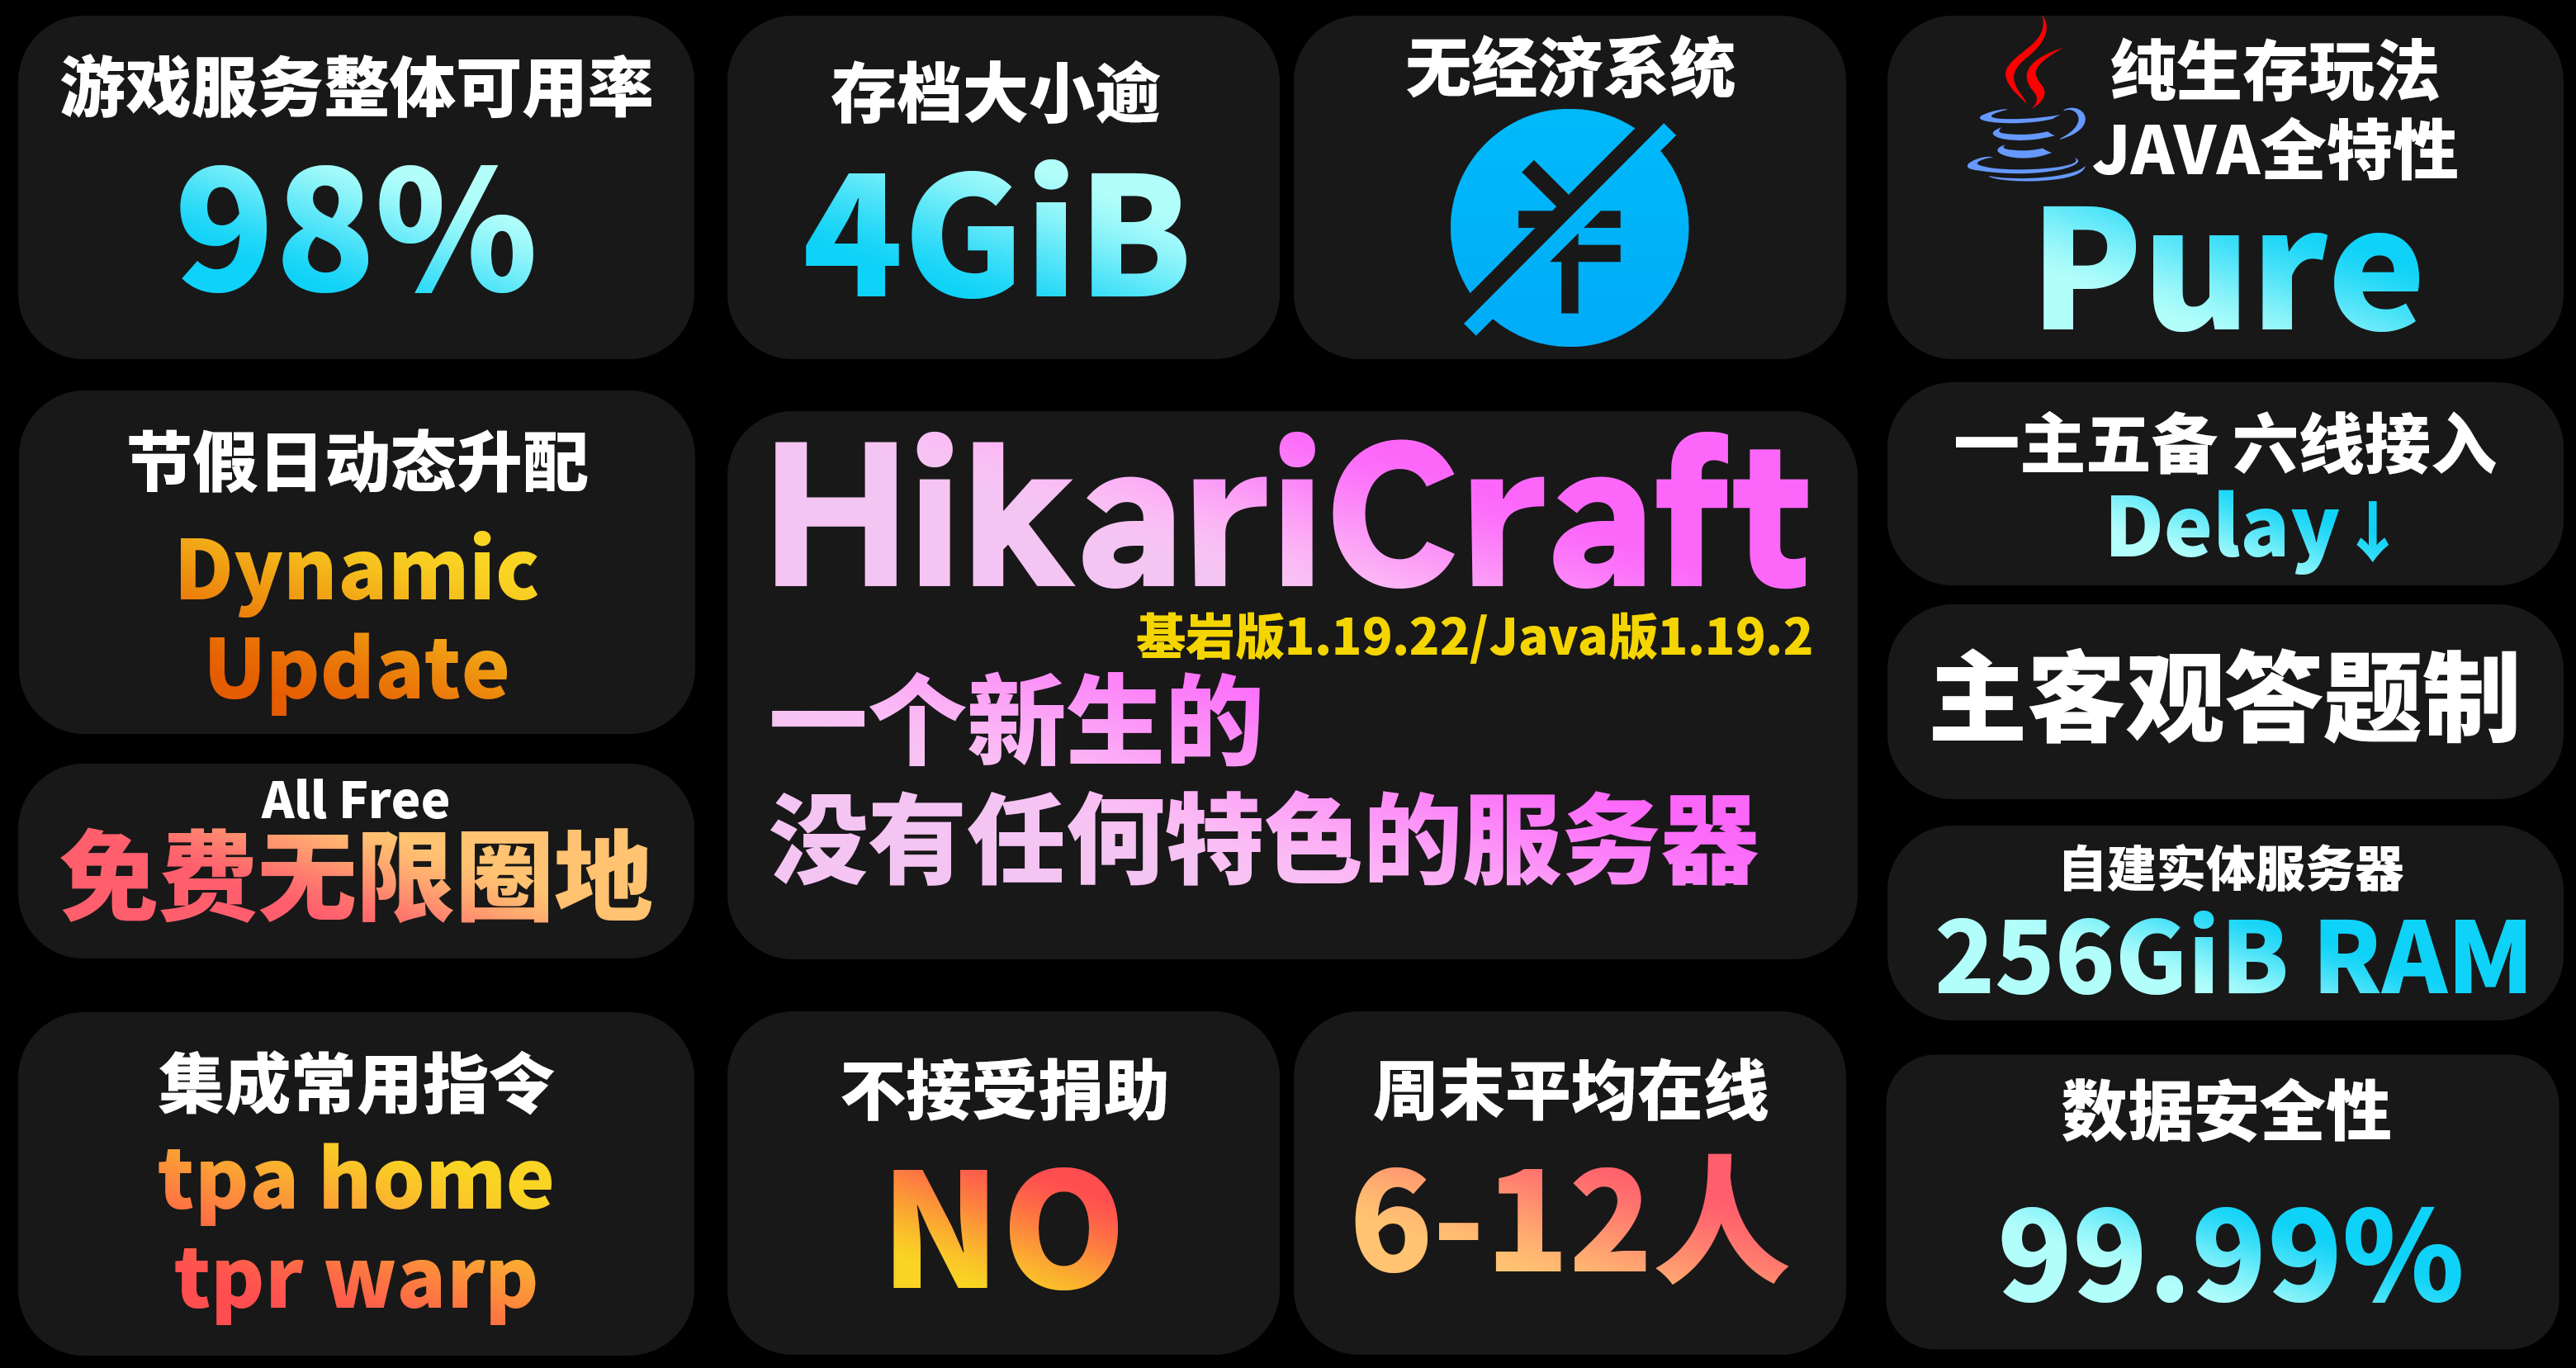 游戏服务整体可用率
98%
存档大小逾
4GiB
无经济系统
纯生存玩法
JAVA全特性
Pure
节假日动态升配
Dynamic
Update
All Free
免费无限圈地
HikariCraft
基岩版1.19.22/Java版1.19.2
一个新生的
没有任何特色的服务器
一主五备 六线接入
Delay↓
主客观答题制
自建实体服务器
256GiB RAM
集成常用指令
tpa home
tpr warp
不接受捐助
NO
周末平均在线
6-12人
数据安全性
99.99%